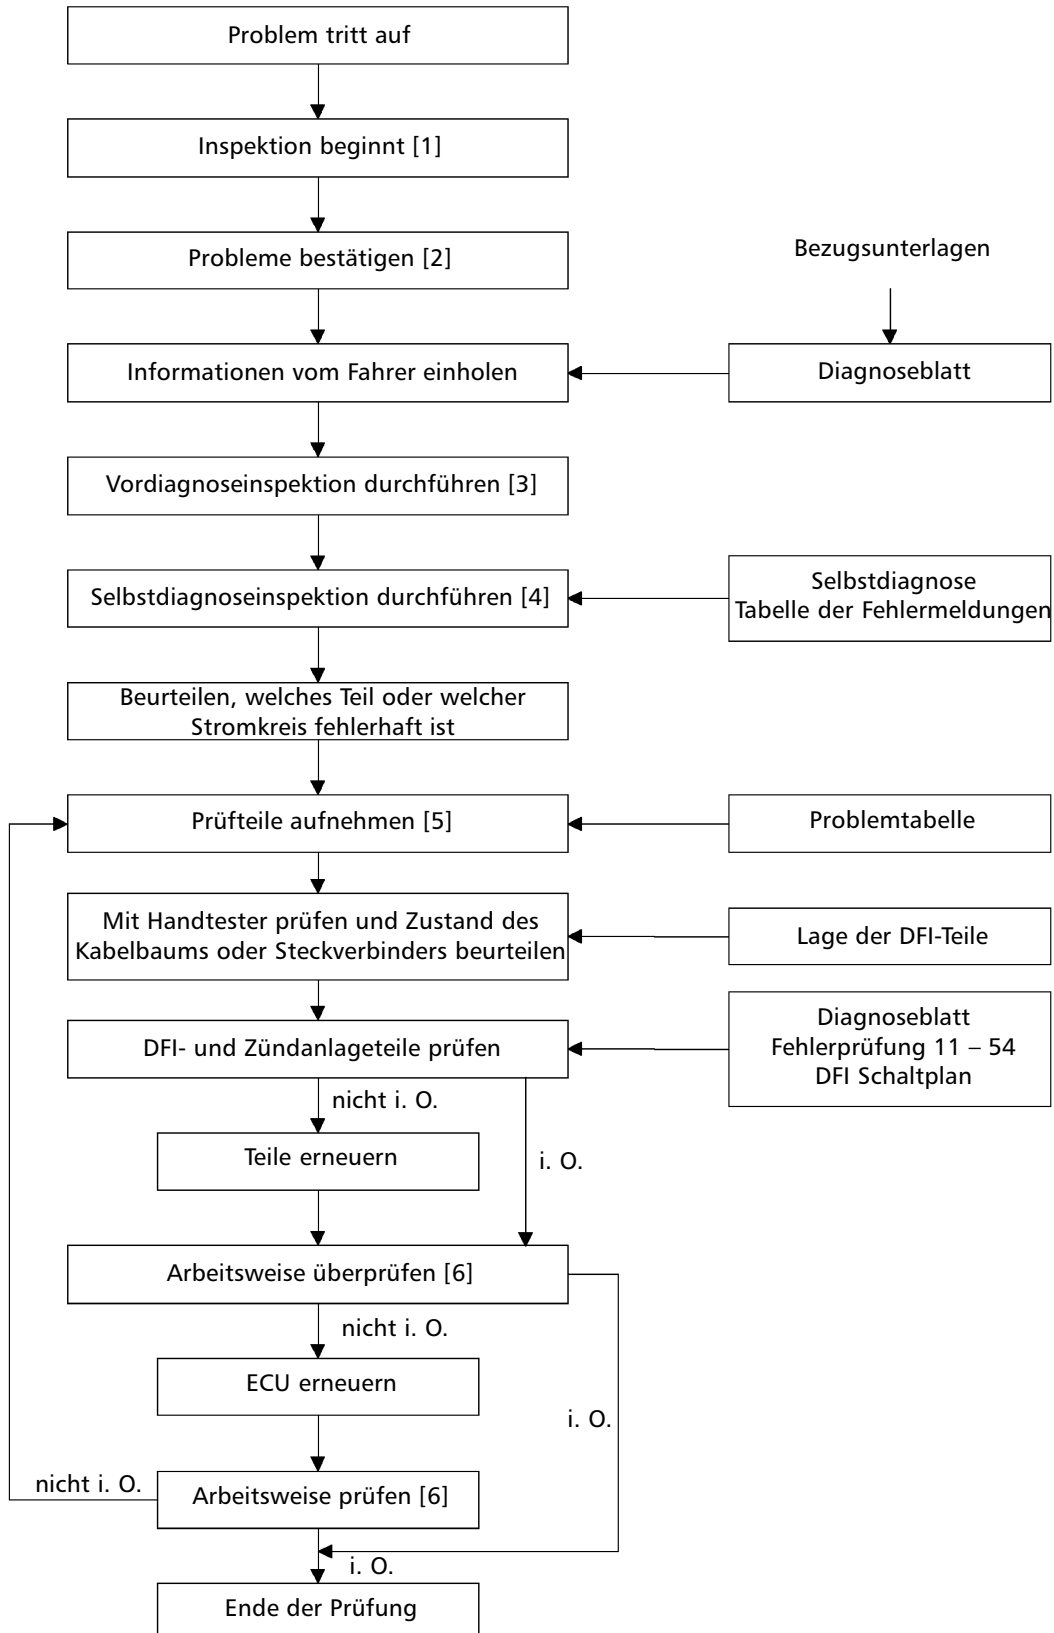 Problem tritt auf
Inspektion beginnt [1]
Probleme bestätigen [2]
Bezugsunterlagen
Informationen vom Fahrer einholen
Diagnoseblatt
Vordiagnoseinspektion durchführen [3]
Selbstdiagnoseinspektion durchführen [4]
Selbstdiagnose
Tabelle der Fehlermeldungen
Beurteilen, welches Teil oder welcher
Stromkreis fehlerhaft ist
Prüfteile aufnehmen [5]
Problemtabelle
Mit Handtester prüfen und Zustand des
Kabelbaums oder Steckverbinders beurteilen
Lage der DFI-Teile
DFI- und Zündanlageteile prüfen
Diagnoseblatt
Fehlerprüfung 11 – 54
DFI Schaltplan
nicht i. O.
Teile erneuern
i. O.
Arbeitsweise überprüfen [6]
nicht i. O.
ECU erneuern
i. O.
nicht i. O.
Arbeitsweise prüfen [6]
i. O.
Ende der Prüfung